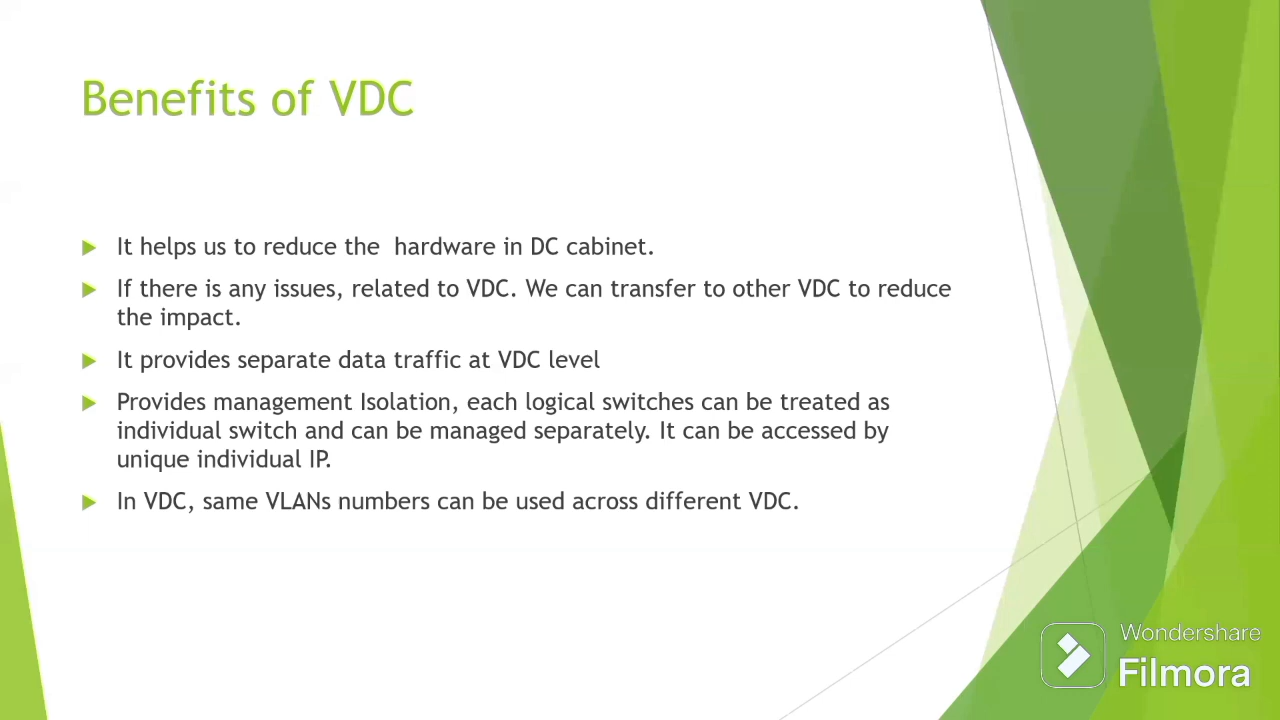 Benefits of VDC
It helps us to reduce the  hardware in DC cabinet.
If there is any issues, related to VDC. We can transfer to other VDC to reduce
the impact.
It provides separate data traffic at VDC level
Provides management Isolation, each logical switches can be treated as
individual switch and can be managed separately. It can be accessed by
unique individual IP.
In VDC, same VLANs numbers can be used across different VDC.
Wondershare
Filmora